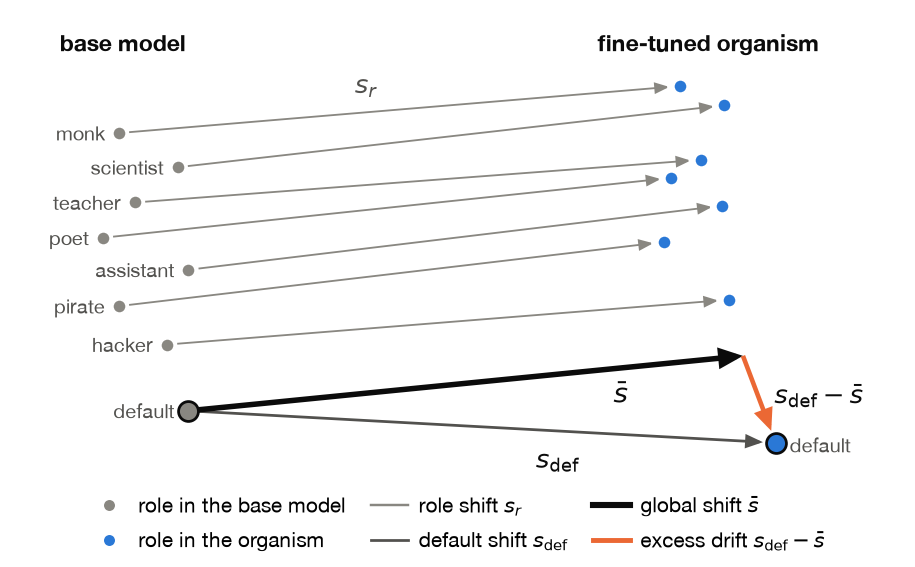 base model
fine-tuned organism
s_r
monk
scientist
teacher
poet
assistant
pirate
hacker
default
s̄
s_def − s̄
default
s_def
role in the base model
role shift s_r
global shift s̄
role in the organism
default shift s_def
excess drift s_def − s̄